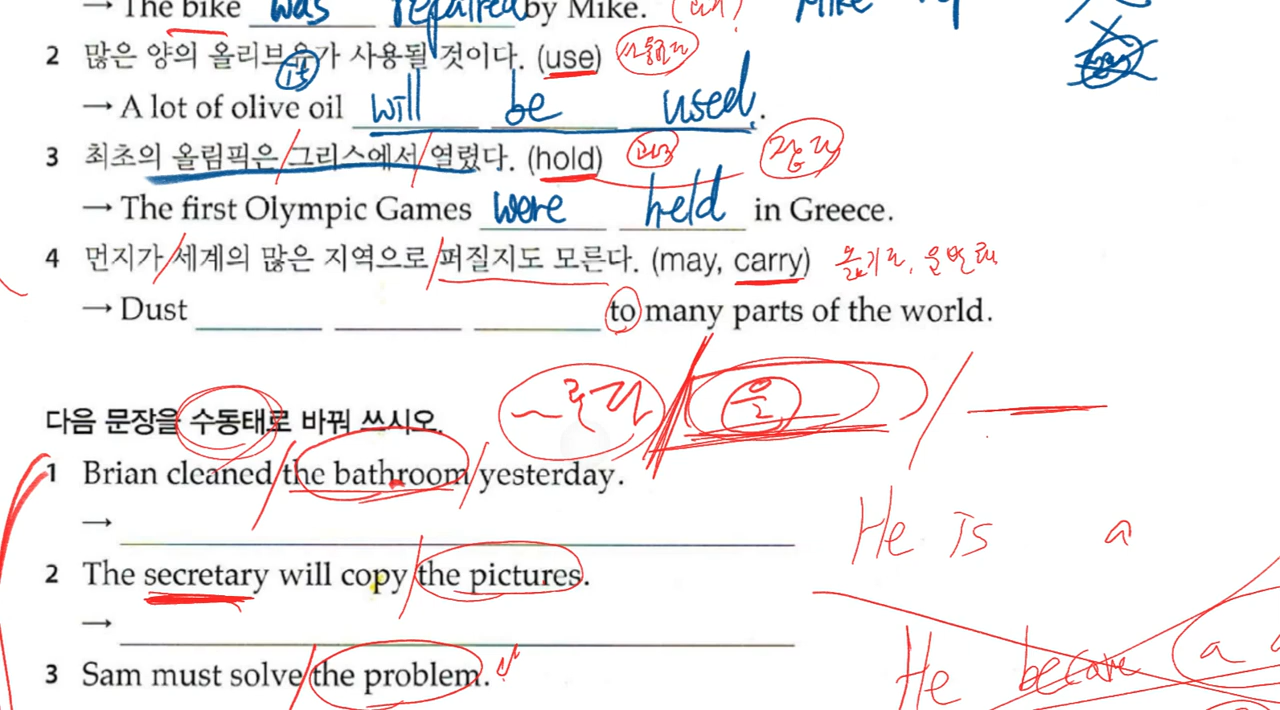 → The bike was repaired by Mike.
2 많은 양의 올리브유가 사용될 것이다. (use)
it
→ A lot of olive oil will be used.
3 최초의 올림픽은/그리스에서/열렸다. (hold)
→ The first Olympic Games were held in Greece.
4 먼지가/세계의 많은 지역으로/퍼질지도 모른다. (may, carry)
→ Dust ___ ___ ___ to many parts of the world.
다음 문장을 수동태로 바꿔 쓰시오.
을
1 Brian cleaned/the bathroom/yesterday.
→
He is a
2 The secretary will copy/the pictures.
→
3 Sam must solve/the problem.
He became a